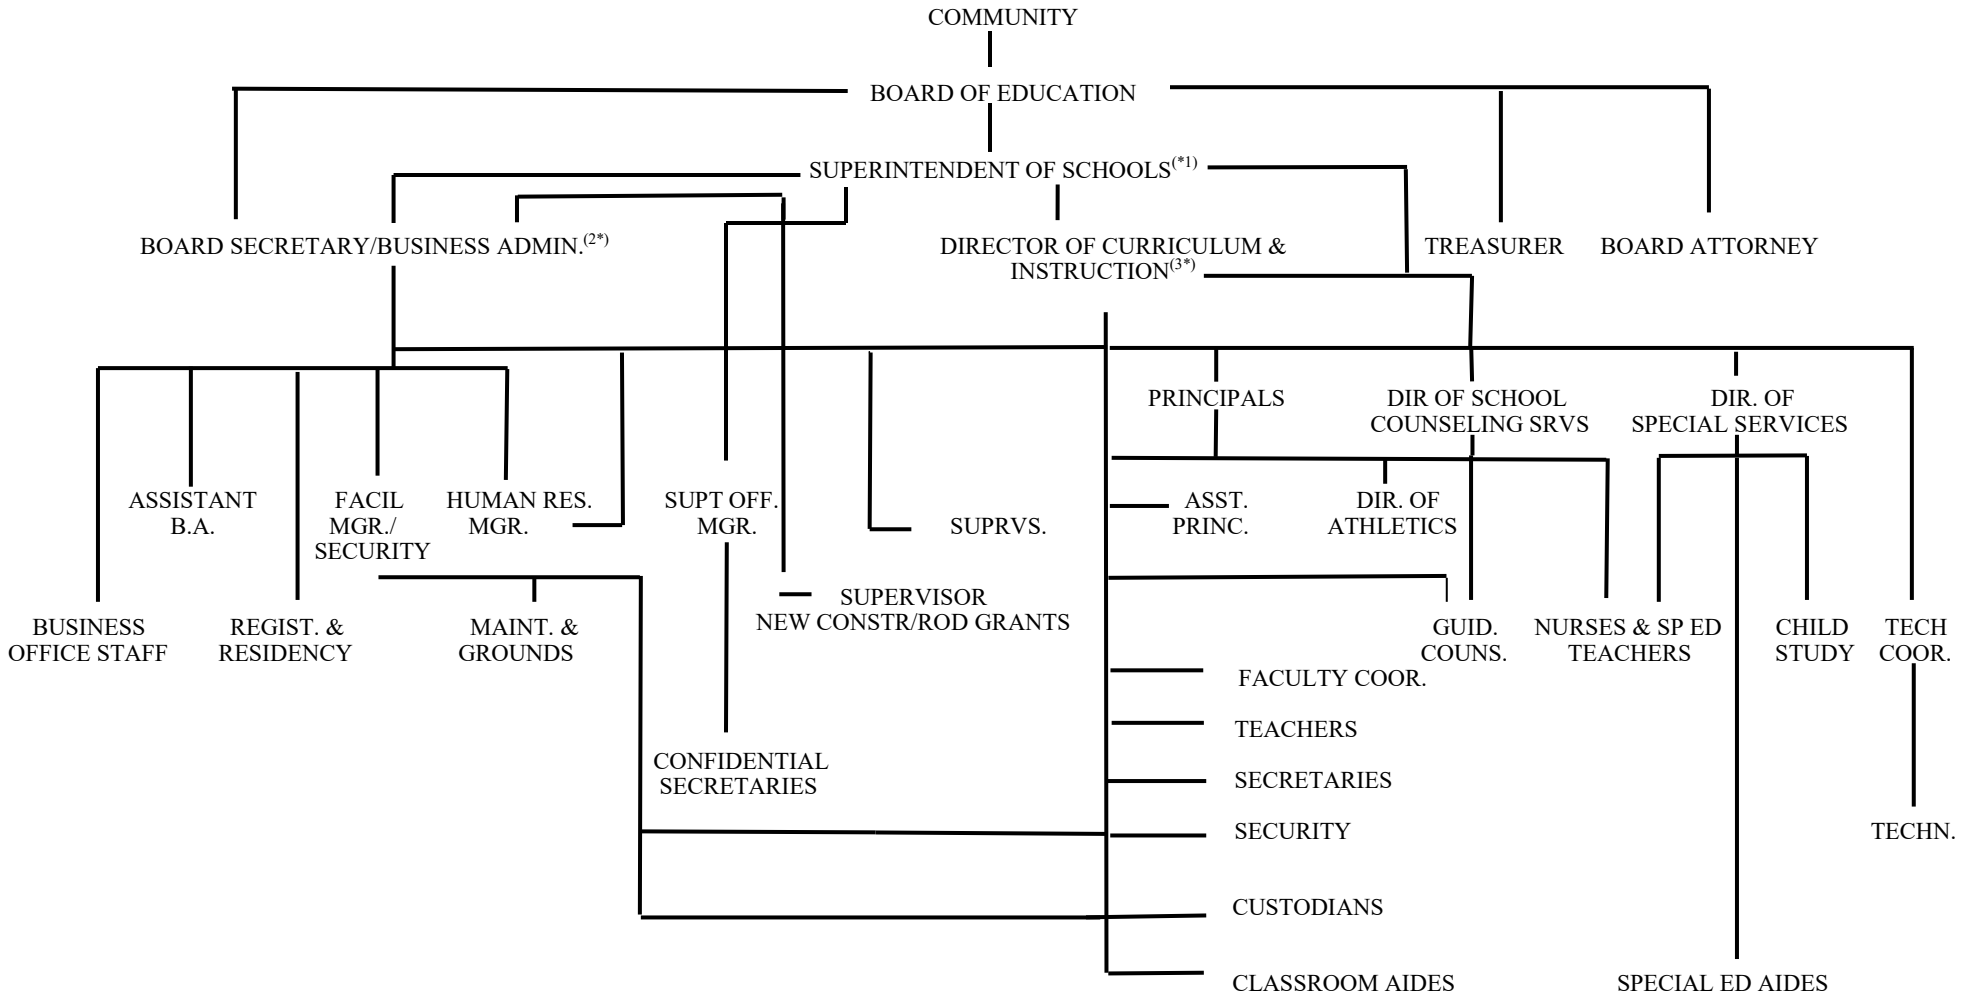 COMMUNITY
BOARD OF EDUCATION
SUPERINTENDENT OF SCHOOLS(*1)
BOARD SECRETARY/BUSINESS ADMIN.(2*)
DIRECTOR OF CURRICULUM &
INSTRUCTION(3*)
TREASURER
BOARD ATTORNEY
PRINCIPALS
DIR OF SCHOOL
COUNSELING SRVS
DIR. OF
SPECIAL SERVICES
ASSISTANT
B.A.
FACIL
MGR./
SECURITY
HUMAN RES.
MGR.
SUPT OFF.
MGR.
SUPRVS.
ASST.
PRINC.
DIR. OF
ATHLETICS
SUPERVISOR
NEW CONSTR/ROD GRANTS
BUSINESS
OFFICE STAFF
REGIST. &
RESIDENCY
MAINT. &
GROUNDS
GUID.
COUNS.
NURSES & SP ED
TEACHERS
CHILD
STUDY
TECH
COOR.
FACULTY COOR.
TEACHERS
CONFIDENTIAL
SECRETARIES
SECRETARIES
SECURITY
TECHN.
CUSTODIANS
CLASSROOM AIDES
SPECIAL ED AIDES